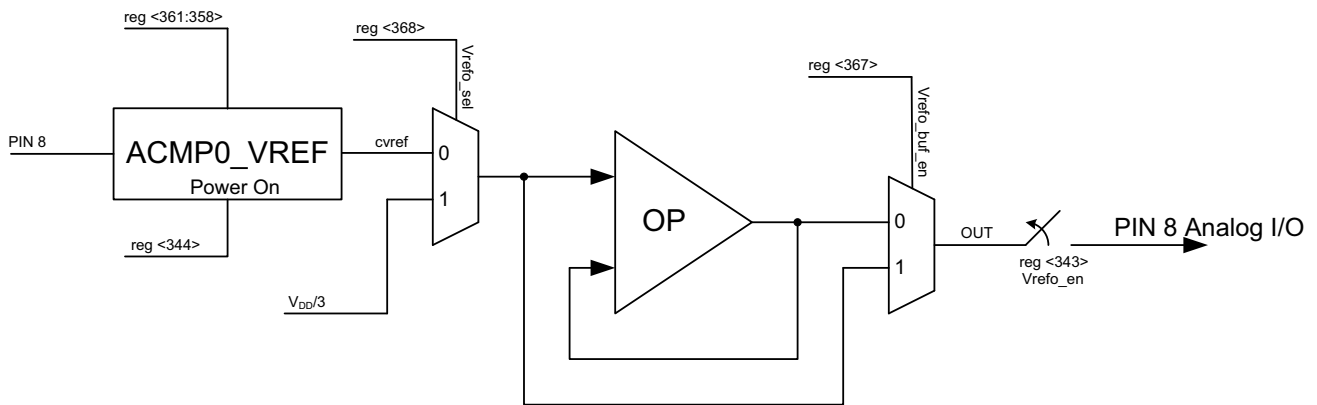 reg <361:358>
reg <368>
Vrefo_sel
reg <367>
Vrefo_buf_en
PIN 8
ACMP0_VREF
Power On
cvref
0
1
reg <344>
V_DD/3
OP
0
1
OUT
PIN 8 Analog I/O
reg <343>
Vrefo_en